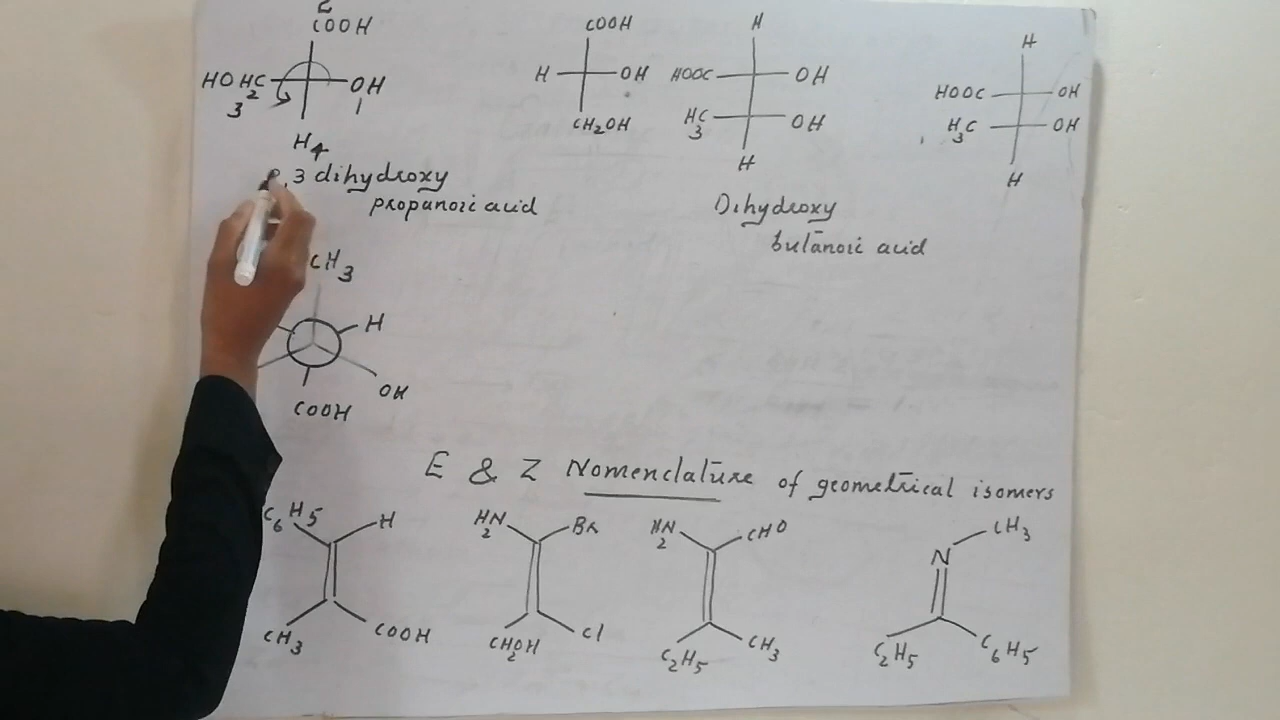 2
COOH
HOH2C OH
3 1
H4
,3 dihydroxy
propanoic acid
COOH
H OH
CH2OH
H
HOOC OH
H3C OH
H
Dihydroxy
butanoic acid
H
HOOC OH
H3C OH
H
CH3
H
OH
COOH
E & Z Nomenclature of geometrical isomers
C6H5 H
CH3 COOH
H2N Br
CH2OH Cl
H2N CHO
C2H5 CH3
CH3
N
C2H5 C6H5